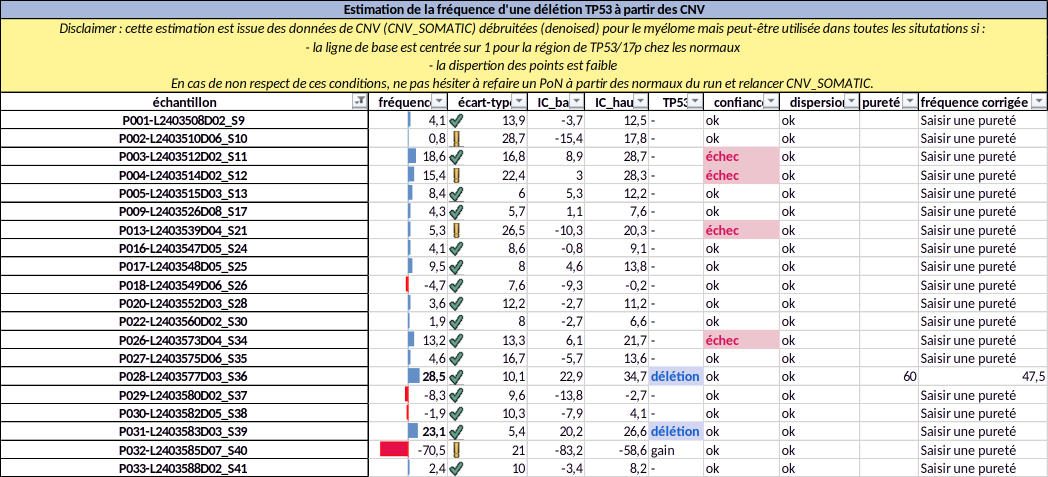 Estimation de la fréquence d'une délétion TP53 à partir des CNV
Disclaimer : cette estimation est issue des données de CNV (CNV_SOMATIC) débruitées (denoised) pour le myélome mais peut-être utilisée dans toutes les situtations si :
- la ligne de base est centrée sur 1 pour la région de TP53/17p chez les normaux
- la dispertion des points est faible
En cas de non respect de ces conditions, ne pas hésiter à refaire un PoN à partir des normaux du run et relancer CNV_SOMATIC.
échantillon fréquenc écart-typ IC_ba IC_hau TP53 confianc dispersio pureté fréquence corrigée
P001-L2403508D02_S9 4,1 13,9 -3,7 12,5 - ok ok Saisir une pureté
P002-L2403510D06_S10 0,8 28,7 -15,4 17,8 - ok ok Saisir une pureté
P003-L2403512D02_S11 18,6 16,8 8,9 28,7 - échec ok Saisir une pureté
P004-L2403514D02_S12 15,4 22,4 3 28,3 - échec ok Saisir une pureté
P005-L2403515D03_S13 8,4 6 5,3 12,2 - ok ok Saisir une pureté
P009-L2403526D08_S17 4,3 5,7 1,1 7,6 - ok ok Saisir une pureté
P013-L2403539D04_S21 5,3 26,5 -10,3 20,3 - échec ok Saisir une pureté
P016-L2403547D05_S24 4,1 8,6 -0,8 9,1 - ok ok Saisir une pureté
P017-L2403548D05_S25 9,5 8 4,6 13,8 - ok ok Saisir une pureté
P018-L2403549D06_S26 -4,7 7,6 -9,3 -0,2 - ok ok Saisir une pureté
P020-L2403552D03_S28 3,6 12,2 -2,7 11,2 - ok ok Saisir une pureté
P022-L2403560D02_S30 1,9 8 -2,7 6,6 - ok ok Saisir une pureté
P026-L2403573D04_S34 13,2 13,3 6,1 21,7 - échec ok Saisir une pureté
P027-L2403575D06_S35 4,6 16,7 -5,7 13,6 - ok ok Saisir une pureté
P028-L2403577D03_S36 28,5 10,1 22,9 34,7 délétion ok ok 60 47,5
P029-L2403580D02_S37 -8,3 9,6 -13,8 -2,7 - ok ok Saisir une pureté
P030-L2403582D05_S38 -1,9 10,3 -7,9 4,1 - ok ok Saisir une pureté
P031-L2403583D03_S39 23,1 5,4 20,2 26,6 délétion ok ok Saisir une pureté
P032-L2403585D07_S40 -70,5 21 -83,2 -58,6 gain ok ok Saisir une pureté
P033-L2403588D02_S41 2,4 10 -3,4 8,2 - ok ok Saisir une pureté